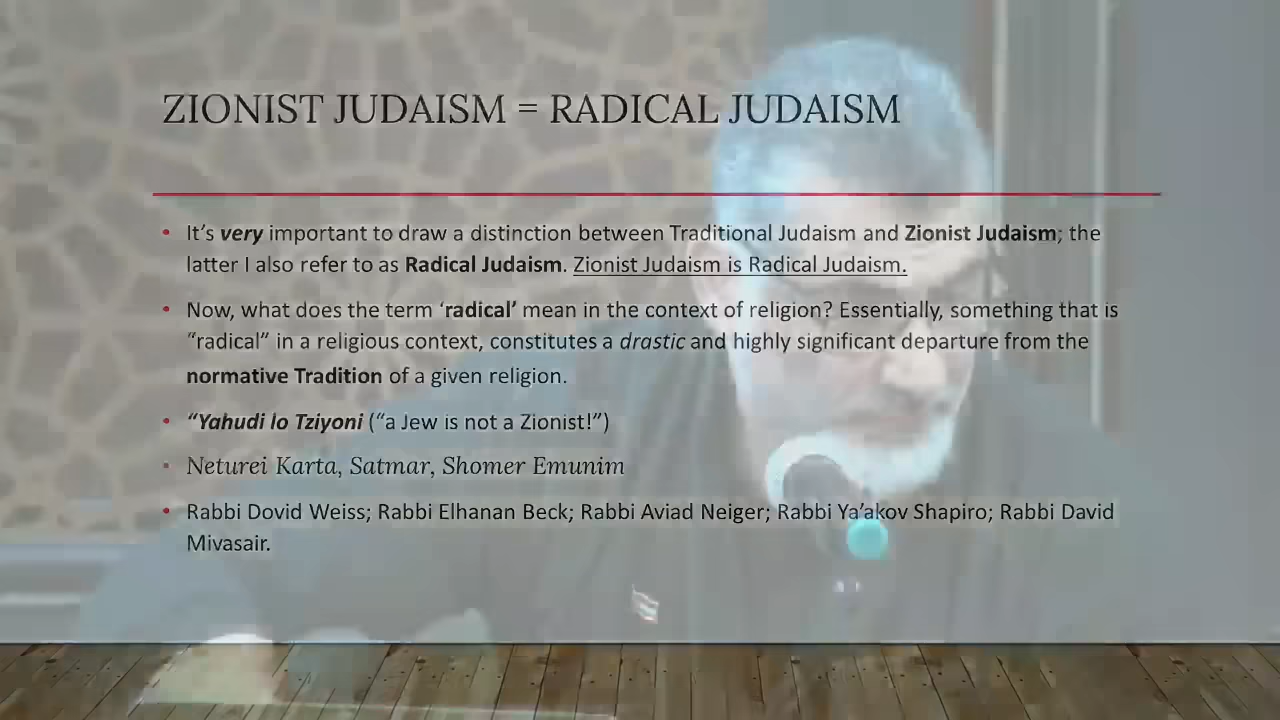 ZIONIST JUDAISM = RADICAL JUDAISM
• It’s very important to draw a distinction between Traditional Judaism and Zionist Judaism; the
latter I also refer to as Radical Judaism. Zionist Judaism is Radical Judaism.
• Now, what does the term ‘radical’ mean in the context of religion? Essentially, something that is
“radical” in a religious context, constitutes a drastic and highly significant departure from the
normative Tradition of a given religion.
• “Yahudi lo Tziyoni (“a Jew is not a Zionist!”)
• Neturei Karta, Satmar, Shomer Emunim
• Rabbi Dovid Weiss; Rabbi Elhanan Beck; Rabbi Aviad Neiger; Rabbi Ya’akov Shapiro; Rabbi David
Mivasair.